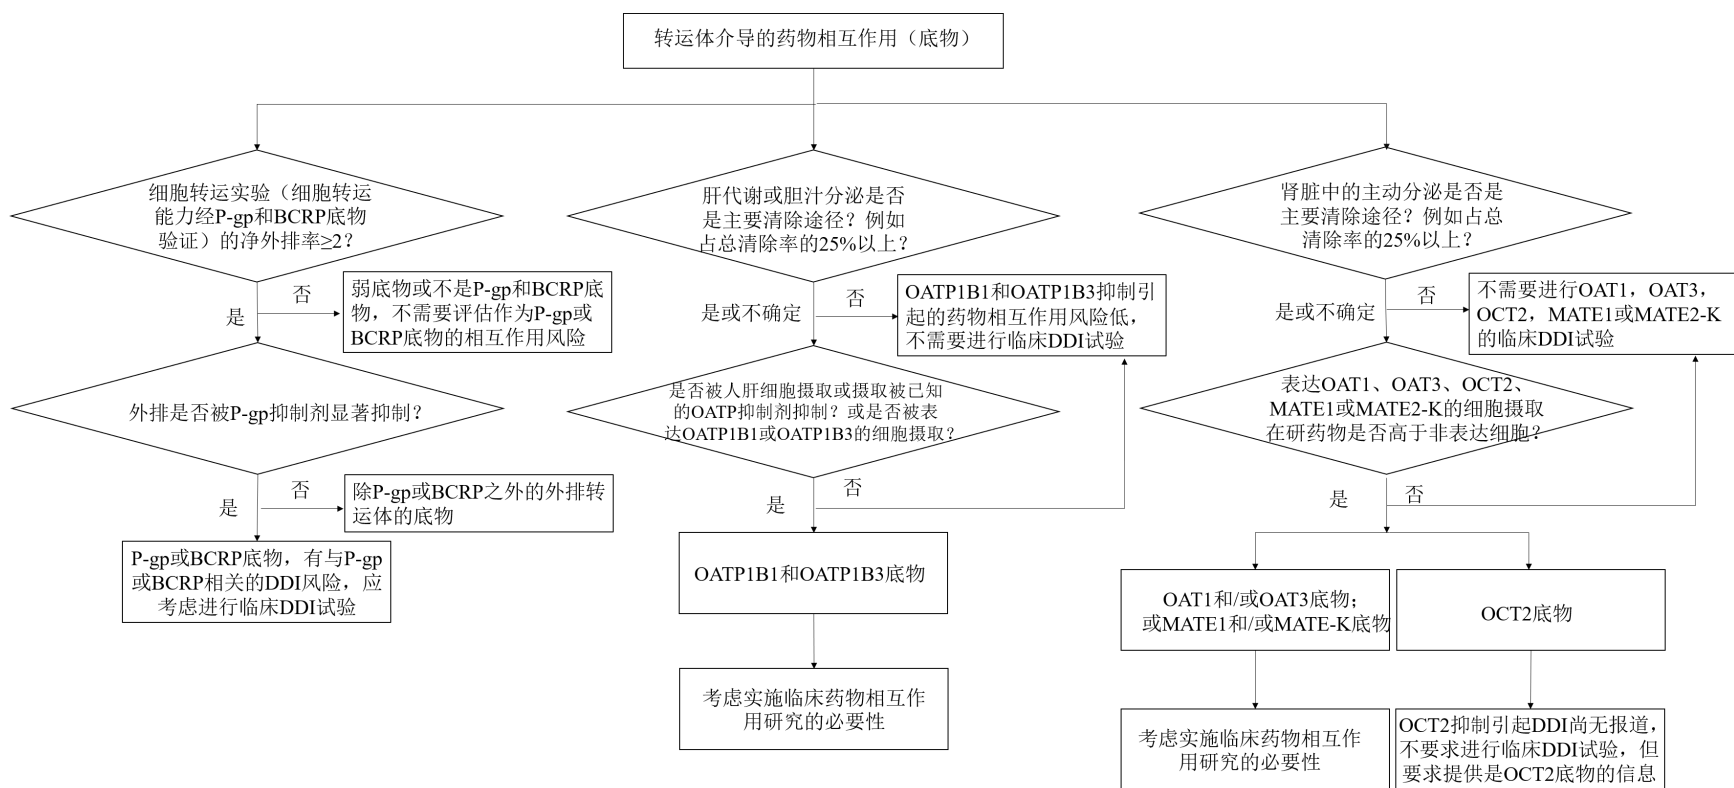 转运体介导的药物相互作用（底物）
细胞转运实验（细胞转运
能力经P-gp和BCRP底物
验证）的净外排率≥2？
否
是
弱底物或不是P-gp和BCRP底
物，不需要评估作为P-gp或
BCRP底物的相互作用风险
外排是否被P-gp抑制剂显著抑制？
否
是
除P-gp或BCRP之外的外排转
运体的底物
P-gp或BCRP底物，有与P-gp
或BCRP相关的DDI风险，应
考虑进行临床DDI试验
肝代谢或胆汁分泌是否
是主要清除途径？例如
占总清除率的25%以上？
否
是或不确定
OATP1B1和OATP1B3抑制引
起的药物相互作用风险低，
不需要进行临床DDI试验
是否被人肝细胞摄取或摄取被已知
的OATP抑制剂抑制？或是否被表
达OATP1B1或OATP1B3的细胞摄取？
否
是
OATP1B1和OATP1B3底物
考虑实施临床药物相互作
用研究的必要性
肾脏中的主动分泌是否是
主要清除途径？例如占总
清除率的25%以上？
否
是或不确定
不需要进行OAT1，OAT3，
OCT2，MATE1或MATE2-K
的临床DDI试验
表达OAT1、OAT3、OCT2、
MATE1或MATE2-K的细胞摄取
在研药物是否高于非表达细胞？
是
否
OAT1和/或OAT3底物；
或MATE1和/或MATE-K底物
OCT2底物
考虑实施临床药物相互作
用研究的必要性
OCT2抑制引起DDI尚无报道，
不要求进行临床DDI试验，但
要求提供是OCT2底物的信息